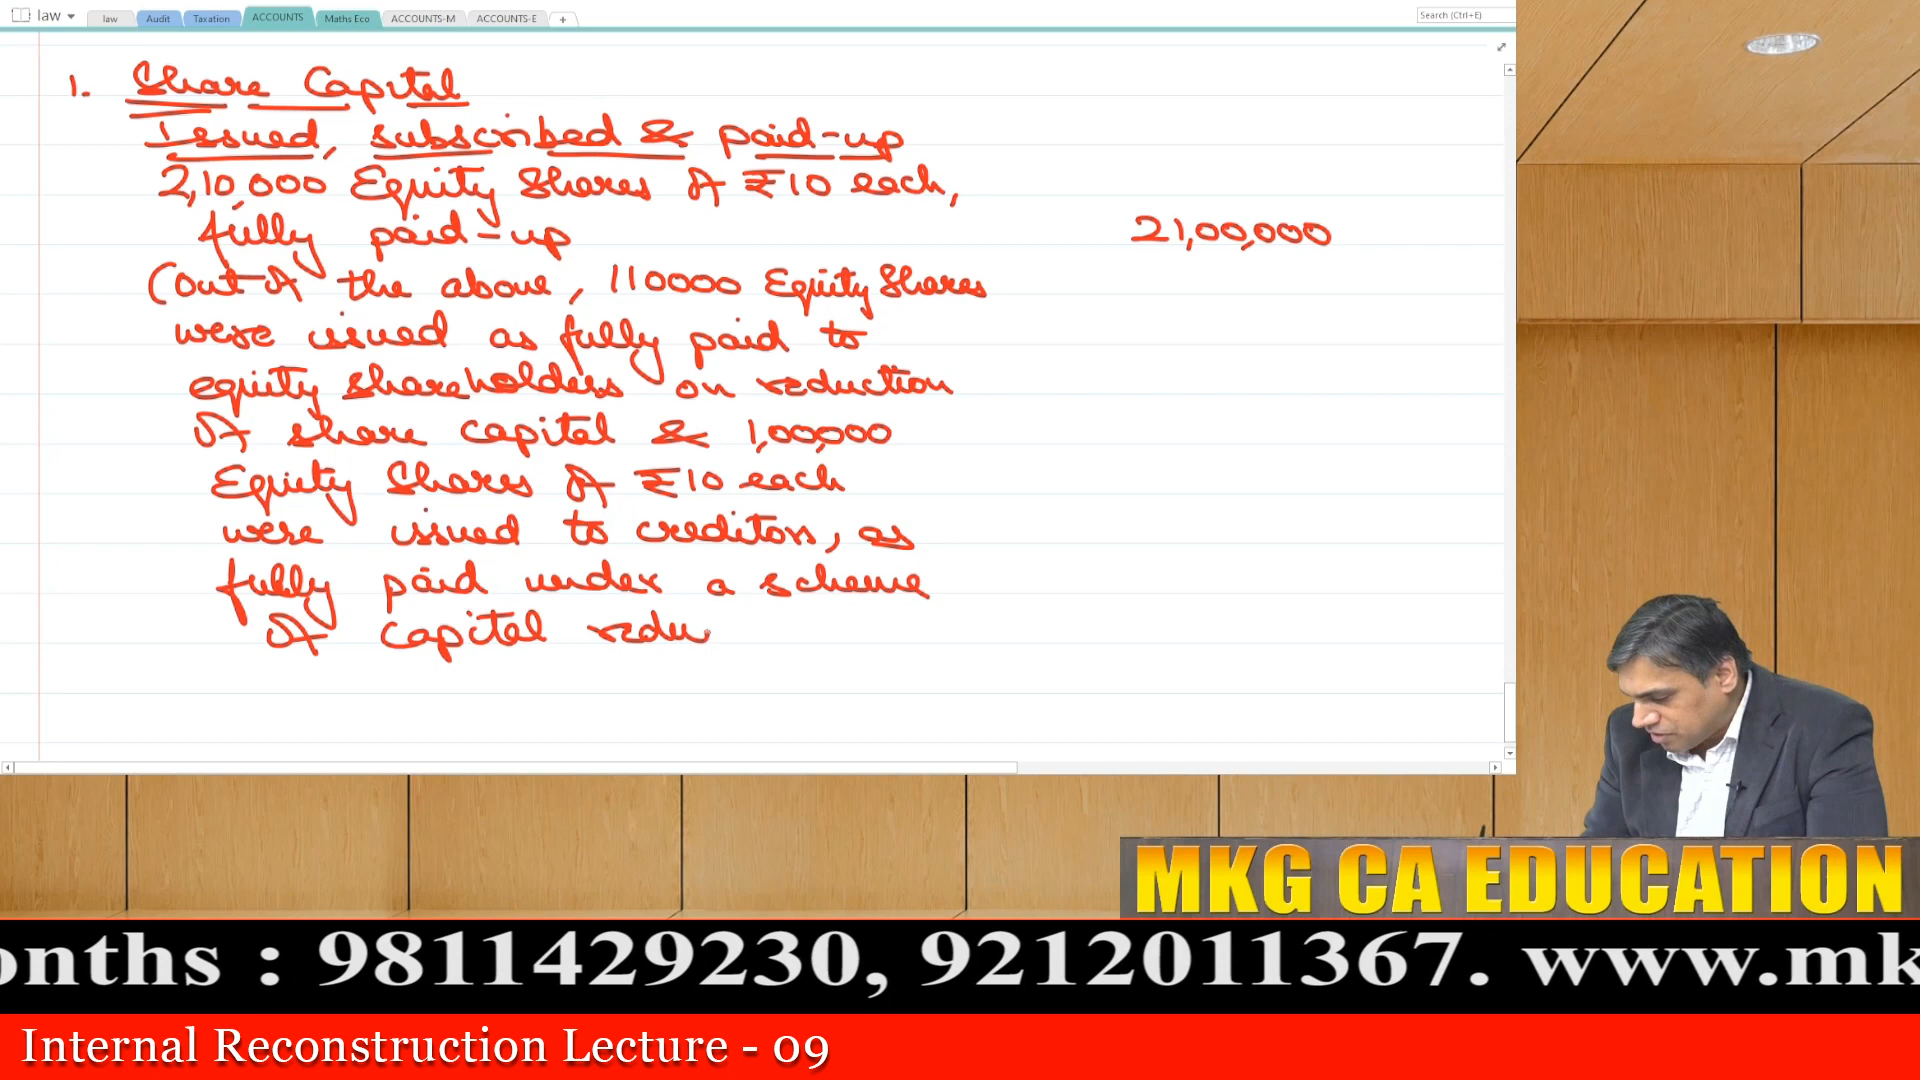 law
law
Audit
Taxation
ACCOUNTS
Maths Eco
ACCOUNTS-M
ACCOUNTS-E
+
Search (Ctrl+E)
1. Share Capital
Issued, subscribed & paid-up
2,10,000 Equity Shares of ₹10 each,
fully paid-up 21,00,000
(Out of the above, 110000 Equity Shares
were issued as fully paid to
equity shareholders on reduction
of share capital & 1,00,000
Equity Shares of ₹10 each
were issued to creditors, as
fully paid under a scheme
of capital redu
MKG CA EDUCATION
onths : 9811429230, 9212011367. www.mk
Internal Reconstruction Lecture - 09